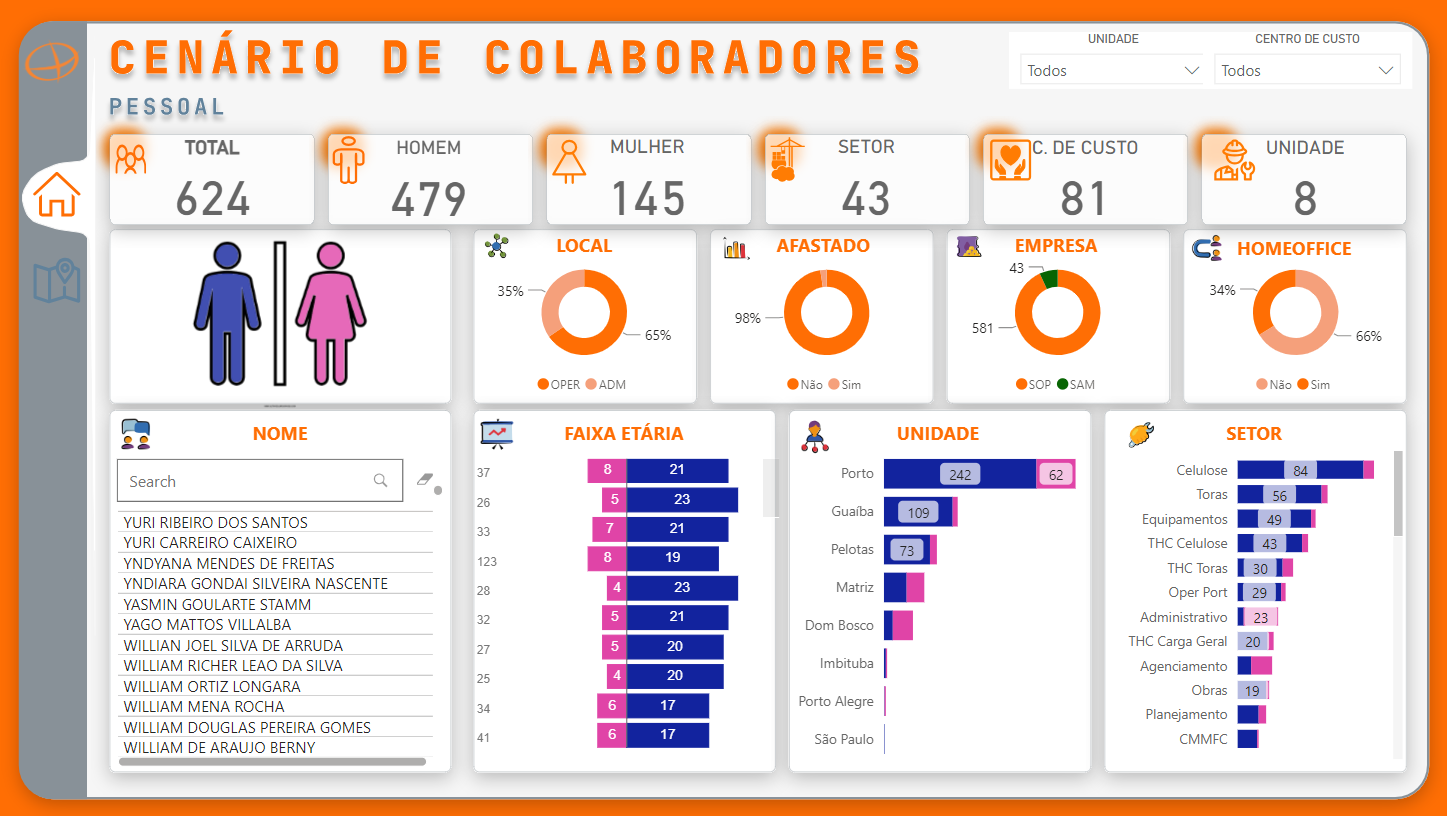 CENÁRIO DE COLABORADORES
PESSOAL
UNIDADE
Todos
CENTRO DE CUSTO
Todos
TOTAL
624
HOMEM
479
MULHER
145
SETOR
43
C. DE CUSTO
81
UNIDADE
8
LOCAL
35%
65%
OPER ADM
AFASTADO
98%
Não Sim
EMPRESA
43
581
SOP SAM
HOMEOFFICE
34%
66%
Não Sim
NOME
Search
YURI RIBEIRO DOS SANTOS
YURI CARREIRO CAIXEIRO
YNDYANA MENDES DE FREITAS
YNDIARA GONDAI SILVEIRA NASCENTE
YASMIN GOULARTE STAMM
YAGO MATTOS VILLALBA
WILLIAN JOEL SILVA DE ARRUDA
WILLIAM RICHER LEAO DA SILVA
WILLIAM ORTIZ LONGARA
WILLIAM MENA ROCHA
WILLIAM DOUGLAS PEREIRA GOMES
WILLIAM DE ARAUJO BERNY
FAIXA ETÁRIA
37 8 21
26 5 23
33 7 21
123 8 19
28 4 23
32 5 21
27 5 20
25 4 20
34 6 17
41 6 17
UNIDADE
Porto 242 62
Guaíba 109
Pelotas 73
Matriz
Dom Bosco
Imbituba
Porto Alegre
São Paulo
SETOR
Celulose 84
Toras 56
Equipamentos 49
THC Celulose 43
THC Toras 30
Oper Port 29
Administrativo 23
THC Carga Geral 20
Agenciamento
Obras 19
Planejamento
CMMFC